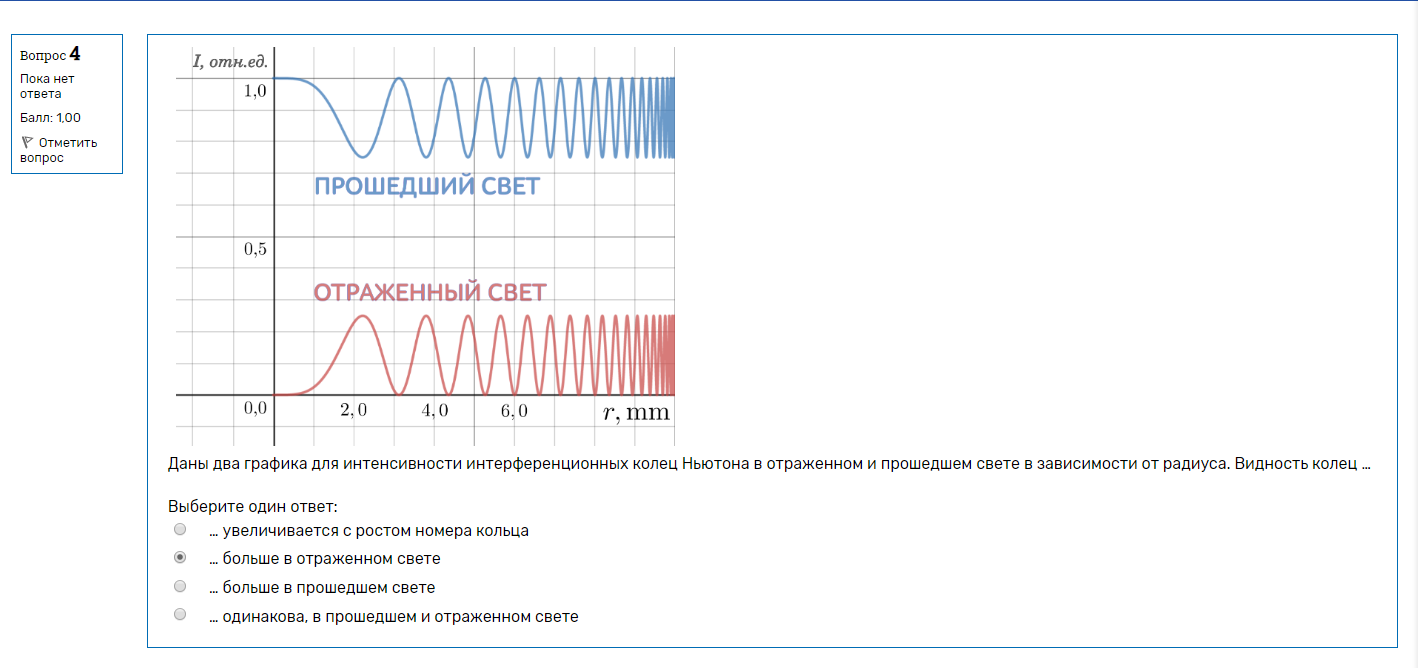 Вопрос 4
Пока нет
ответа
Балл: 1,00
Отметить
вопрос
I, отн.ед.
1,0
ПРОШЕДШИЙ СВЕТ
0,5
ОТРАЖЕННЫЙ СВЕТ
0,0
2,0
4,0
6,0
r, mm
Даны два графика для интенсивности интерференционных колец Ньютона в отраженном и прошедшем свете в зависимости от радиуса. Видность колец ...
Выберите один ответ:
... увеличивается с ростом номера кольца
... больше в отраженном свете
... больше в прошедшем свете
... одинакова, в прошедшем и отраженном свете